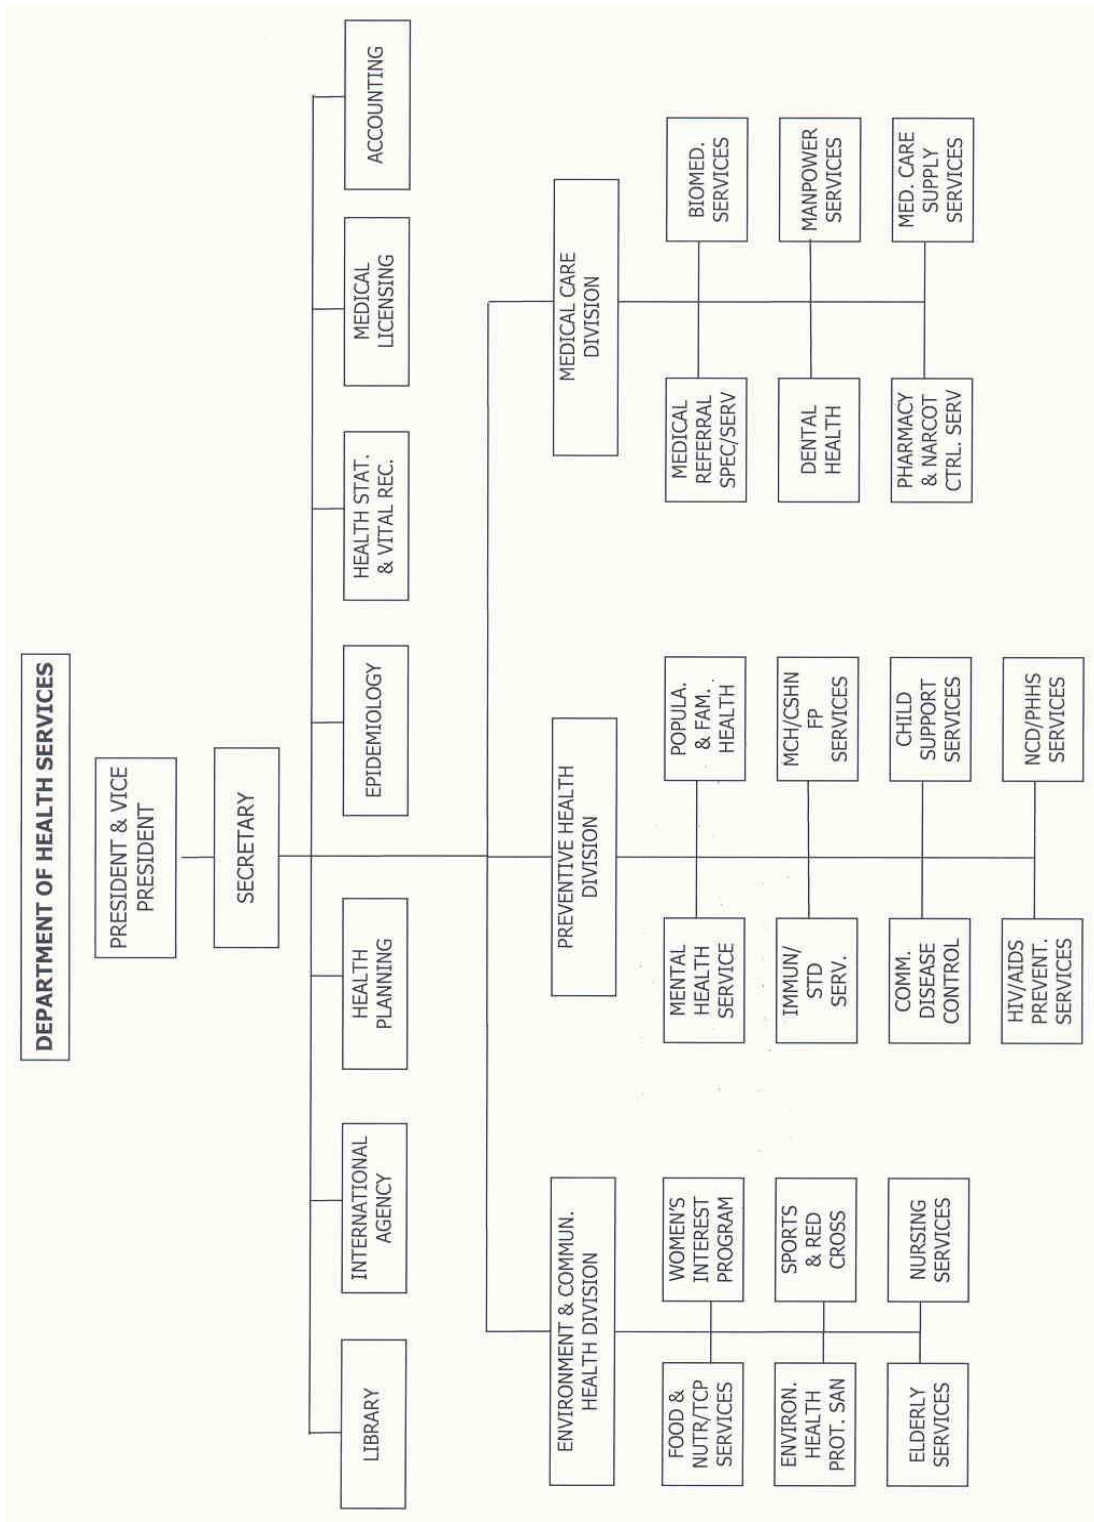 DEPARTMENT OF HEALTH SERVICES
PRESIDENT & VICE
PRESIDENT
SECRETARY
LIBRARY
INTERNATIONAL
AGENCY
HEALTH
PLANNING
EPIDEMIOLOGY
HEALTH STAT.
& VITAL REC.
MEDICAL
LICENSING
ACCOUNTING
ENVIRONMENT & COMMUN.
HEALTH DIVISION
FOOD &
NUTR/TCP
SERVICES
WOMEN'S
INTEREST
PROGRAM
ENVIRON.
HEALTH
PROT. SAN
SPORTS
& RED
CROSS
ELDERLY
SERVICES
NURSING
SERVICES
PREVENTIVE HEALTH
DIVISION
MENTAL
HEALTH
SERVICE
POPULA.
& FAM.
HEALTH
IMMUN/
STD
SERV.
MCH/CSHN
FP
SERVICES
COMM.
DISEASE
CONTROL
CHILD
SUPPORT
SERVICES
HIV/AIDS
PREVENT.
SERVICES
NCD/PHHS
SERVICES
MEDICAL CARE
DIVISION
MEDICAL
REFERRAL
SPEC/SERV
BIOMED.
SERVICES
DENTAL
HEALTH
MANPOWER
SERVICES
PHARMACY
& NARCOT
CTRL. SERV
MED. CARE
SUPPLY
SERVICES